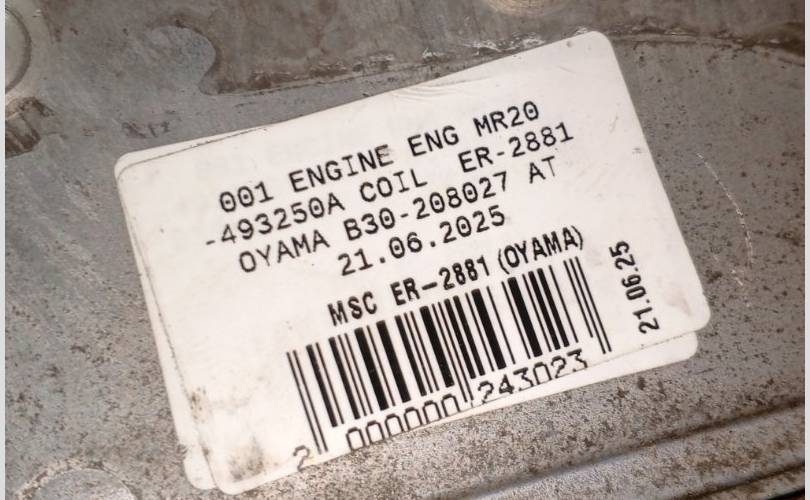 001 ENGINE ENG MR20
-493250A COIL ER-2881
OYAMA B30-208027 AT
21.06.2025
MSC ER-2881 (OYAMA)
21.06.25
2 000000 243023